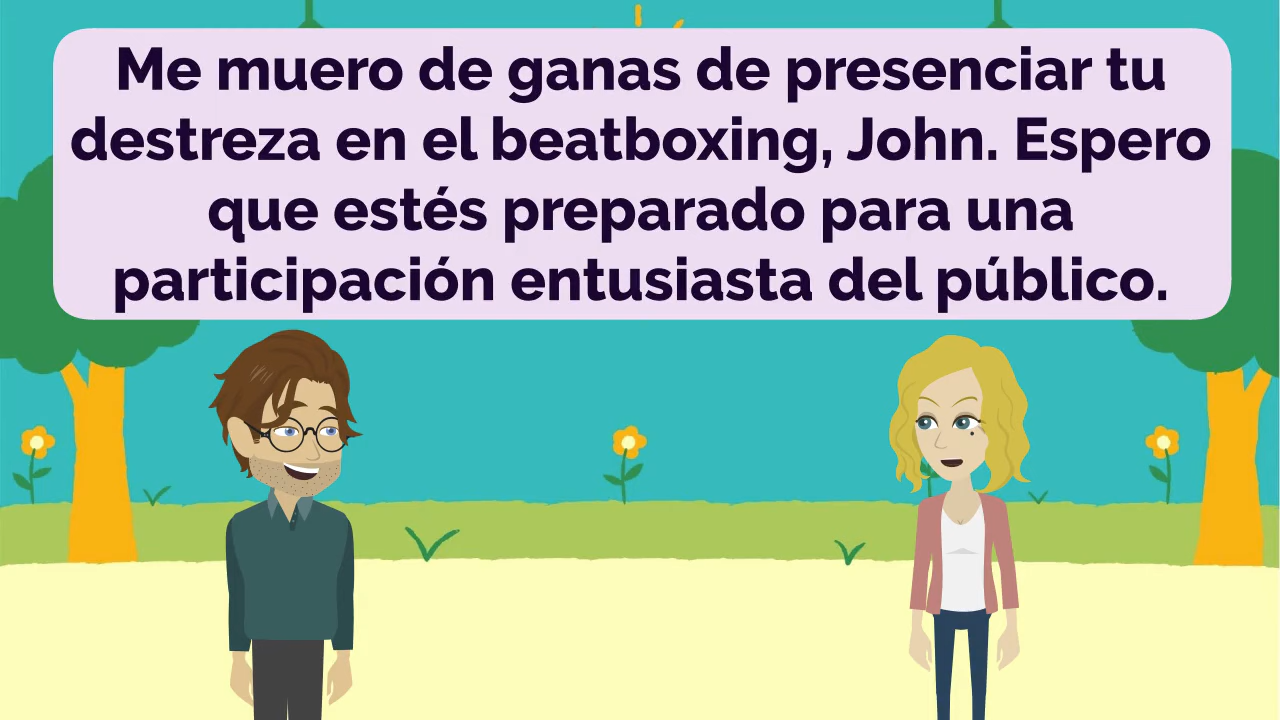 Me muero de ganas de presenciar tu
destreza en el beatboxing, John. Espero
que estés preparado para una
participación entusiasta del público.